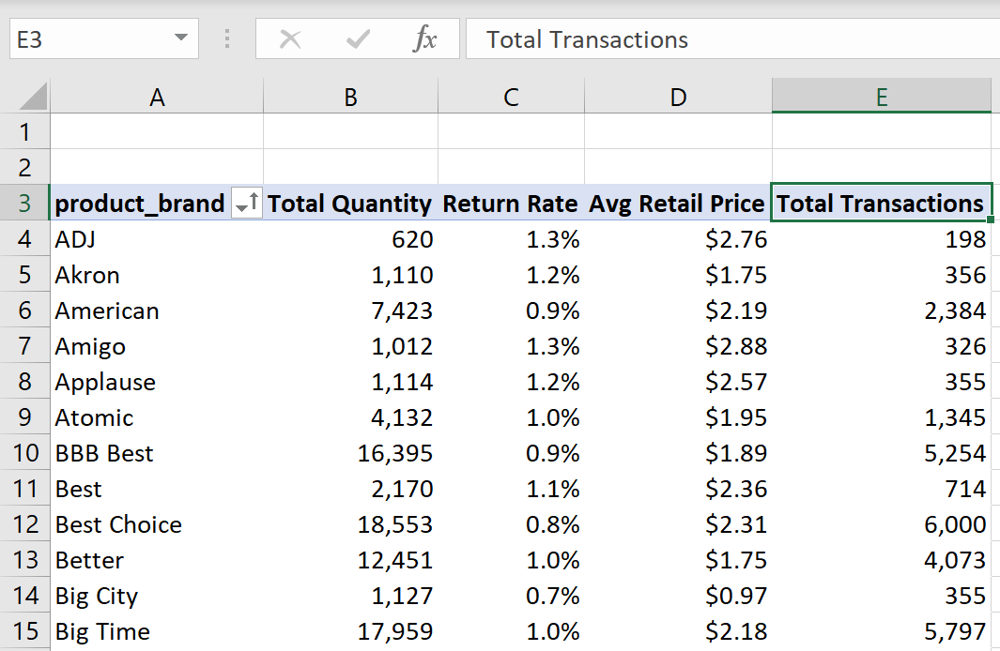 E3 fx Total Transactions
A B C D E
1
2
3 product_brand Total Quantity Return Rate Avg Retail Price Total Transactions
4 ADJ 620 1.3% $2.76 198
5 Akron 1,110 1.2% $1.75 356
6 American 7,423 0.9% $2.19 2,384
7 Amigo 1,012 1.3% $2.88 326
8 Applause 1,114 1.2% $2.57 355
9 Atomic 4,132 1.0% $1.95 1,345
10 BBB Best 16,395 0.9% $1.89 5,254
11 Best 2,170 1.1% $2.36 714
12 Best Choice 18,553 0.8% $2.31 6,000
13 Better 12,451 1.0% $1.75 4,073
14 Big City 1,127 0.7% $0.97 355
15 Big Time 17,959 1.0% $2.18 5,797